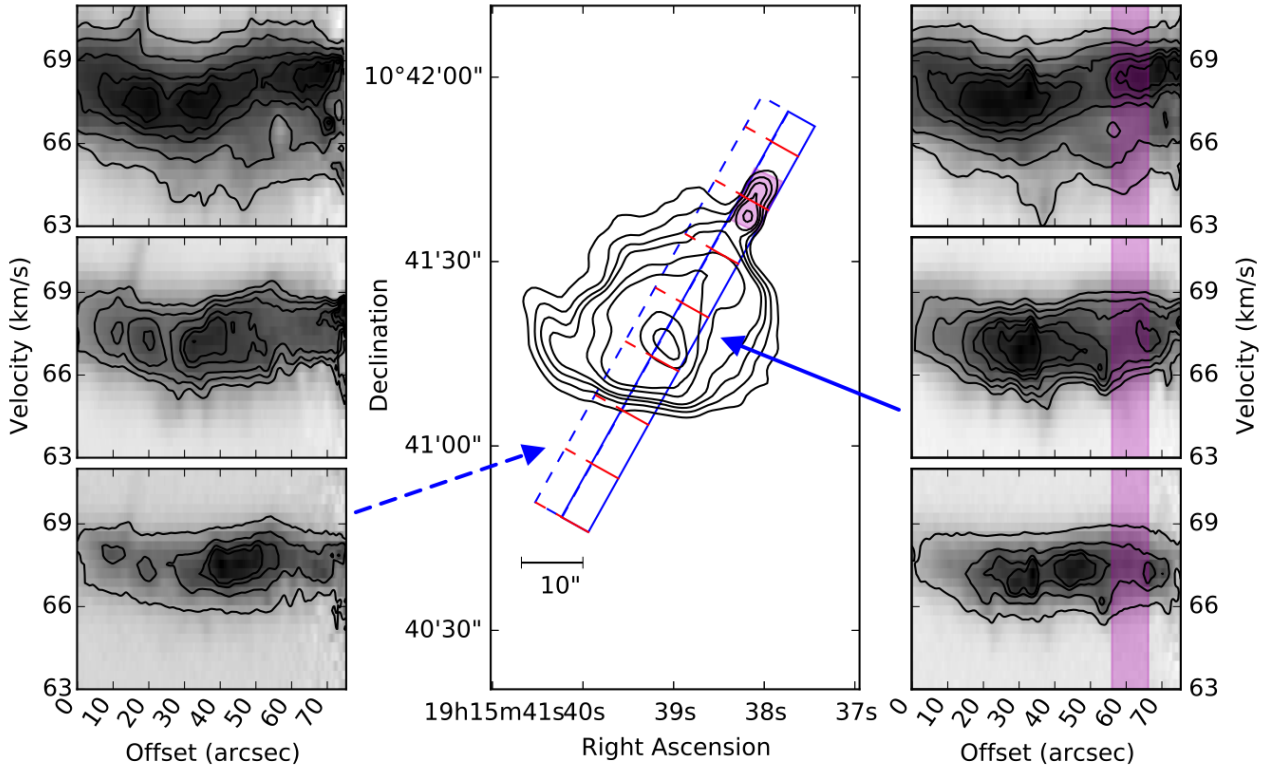 69
66
63
69
66
63
69
66
63
Velocity (km/s)
0 10 20 30 40 50 60 70
Offset (arcsec)
Declination
10°42'00"
41'30"
41'00"
40'30"
10"
19h15m41s40s 39s 38s 37s
Right Ascension
69
66
63
69
66
63
69
66
63
Velocity (km/s)
0 10 20 30 40 50 60 70
Offset (arcsec)